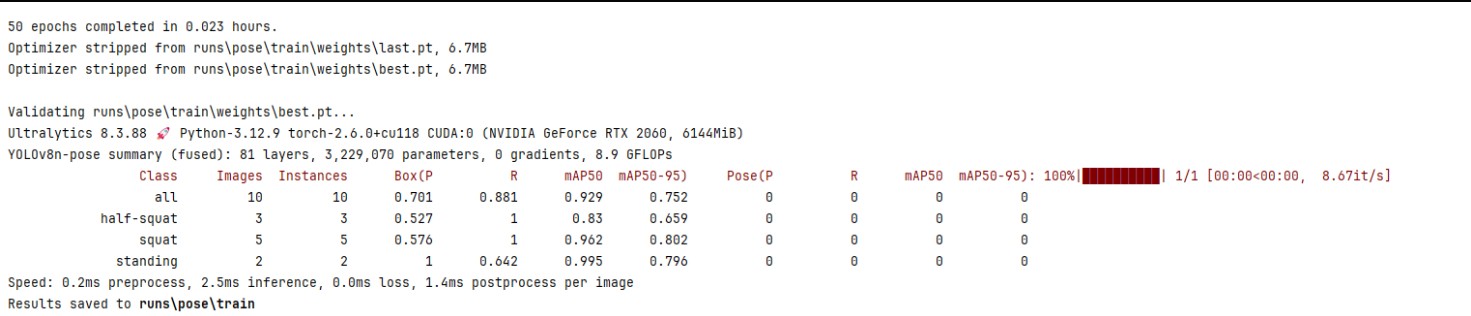 50 epochs completed in 0.023 hours.
Optimizer stripped from runs\pose\train\weights\last.pt, 6.7MB
Optimizer stripped from runs\pose\train\weights\best.pt, 6.7MB
Validating runs\pose\train\weights\best.pt...
Ultralytics 8.3.88 🚀 Python-3.12.9 torch-2.6.0+cu118 CUDA:0 (NVIDIA GeForce RTX 2060, 6144MiB)
YOLOv8n-pose summary (fused): 81 layers, 3,229,070 parameters, 0 gradients, 8.9 GFLOPs
Class Images Instances Box(P R mAP50 mAP50-95) Pose(P R mAP50 mAP50-95): 100%|██████████| 1/1 [00:00<00:00, 8.67it/s]
all 10 10 0.701 0.881 0.929 0.752 0 0 0 0
half-squat 3 3 0.527 1 0.83 0.659 0 0 0 0
squat 5 5 0.576 1 0.962 0.802 0 0 0 0
standing 2 2 1 0.642 0.995 0.796 0 0 0 0
Speed: 0.2ms preprocess, 2.5ms inference, 0.0ms loss, 1.4ms postprocess per image
Results saved to runs\pose\train